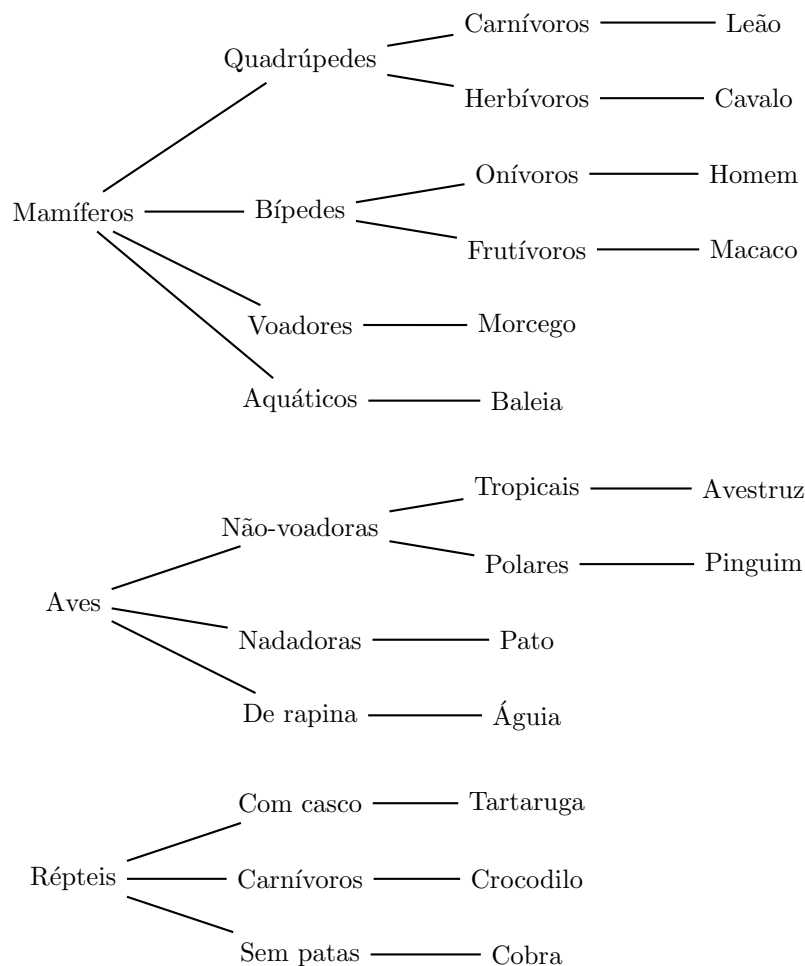 Carnívoros Leão
Quadrúpedes
Herbívoros Cavalo
Onívoros Homem
Mamíferos Bípedes
Frutívoros Macaco
Voadores Morcego
Aquáticos Baleia
Tropicais Avestruz
Não-voadoras
Polares Pinguim
Aves
Nadadoras Pato
De rapina Águia
Com casco Tartaruga
Répteis Carnívoros Crocodilo
Sem patas Cobra